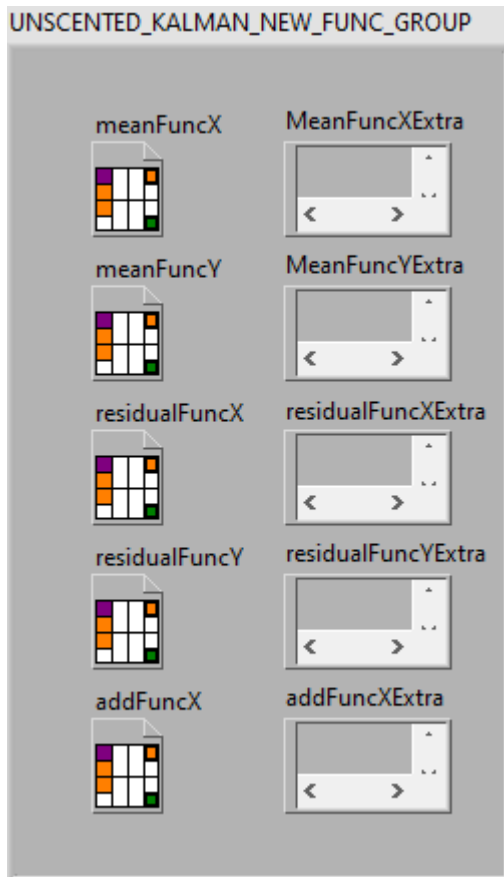 UNSCENTED_KALMAN_NEW_FUNC_GROUP
meanFuncX MeanFuncXExtra
meanFuncY MeanFuncYExtra
residualFuncX residualFuncXExtra
residualFuncY residualFuncYExtra
addFuncX addFuncXExtra